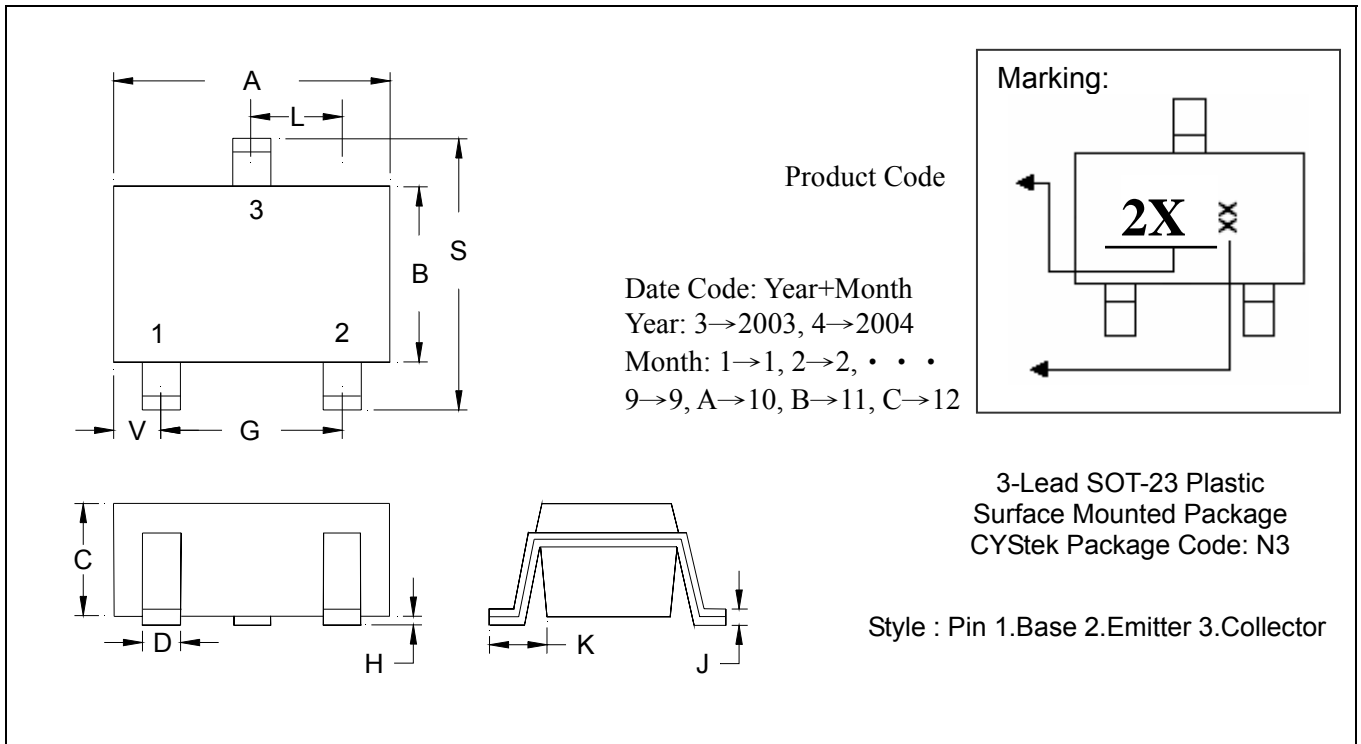 A
L
3
S
B
1
2
V
G
Product Code
Date Code: Year+Month
Year: 3→2003, 4→2004
Month: 1→1, 2→2, ・・・
9→9, A→10, B→11, C→12
Marking:
2X
XX
C
D
H
K
J
3-Lead SOT-23 Plastic
Surface Mounted Package
CYStek Package Code: N3
Style : Pin 1.Base 2.Emitter 3.Collector